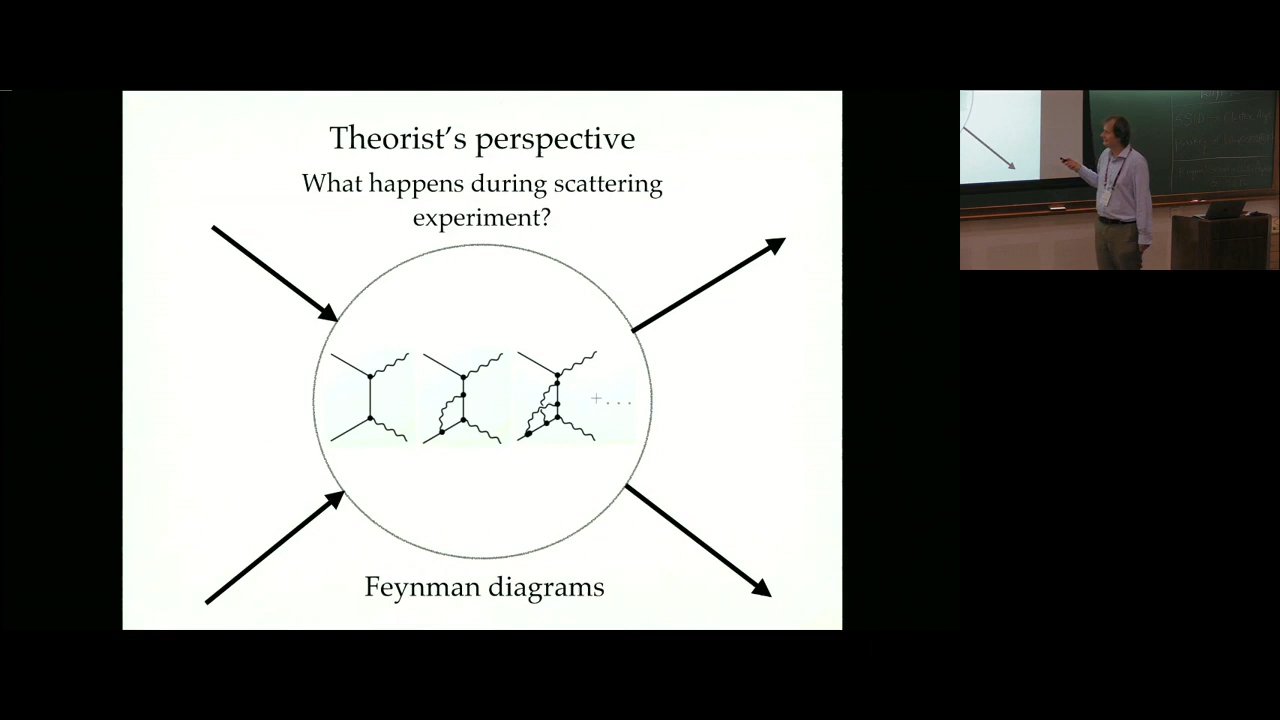 Theorist's perspective
What happens during scattering
experiment?
+...
Feynman diagrams